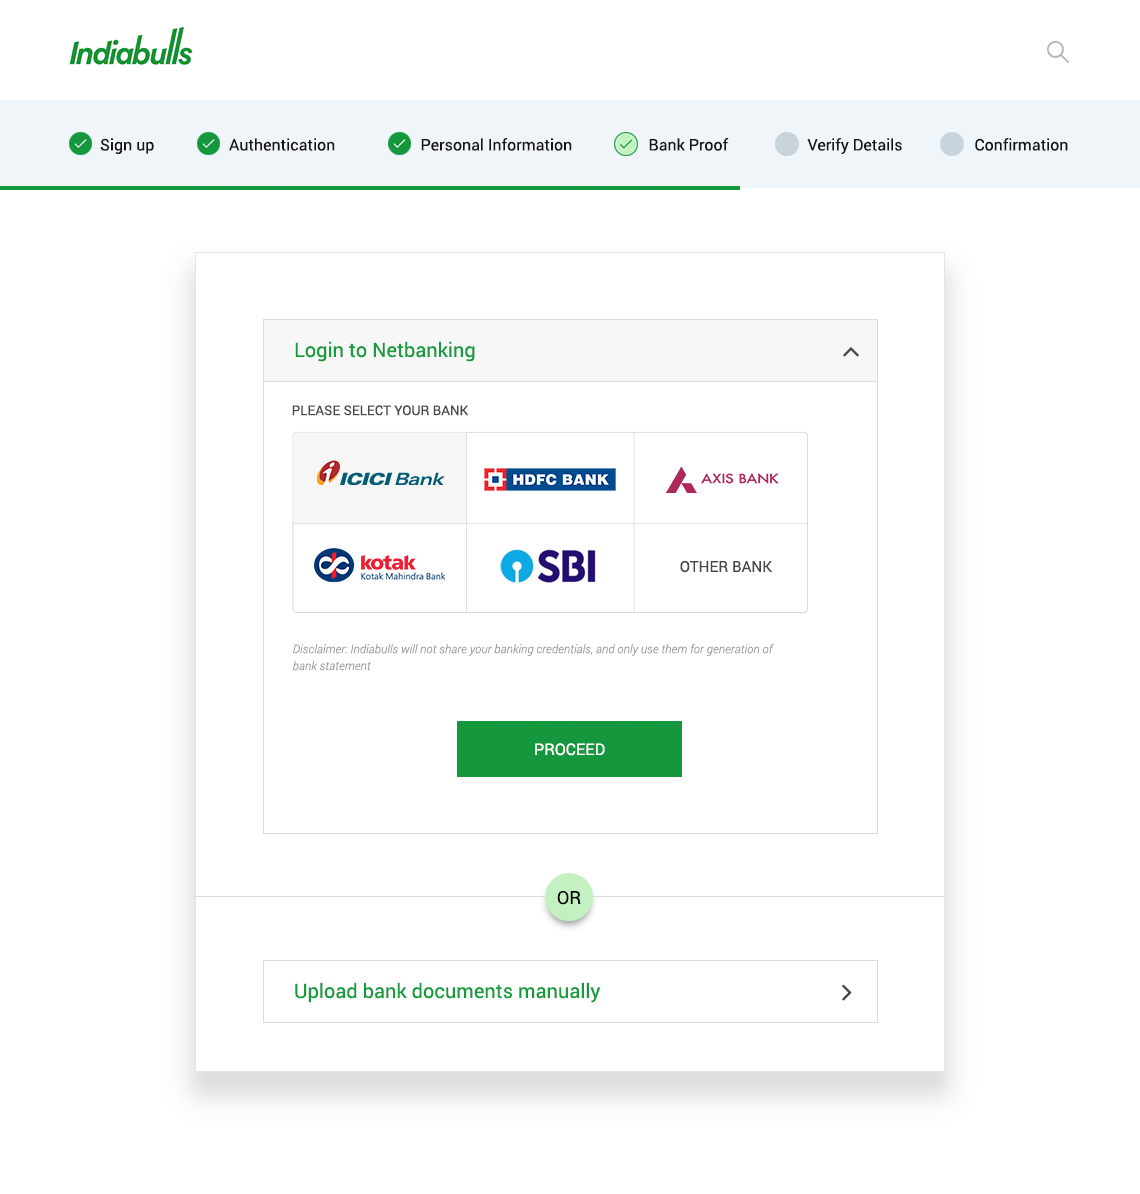 Indiabulls
Sign up
Authentication
Personal Information
Bank Proof
Verify Details
Confirmation
Login to Netbanking
PLEASE SELECT YOUR BANK
ICICI Bank
HDFC BANK
AXIS BANK
kotak
Kotak Mahindra Bank
SBI
OTHER BANK
Disclaimer: Indiabulls will not share your banking credentials, and only use them for generation of
bank statement
PROCEED
OR
Upload bank documents manually